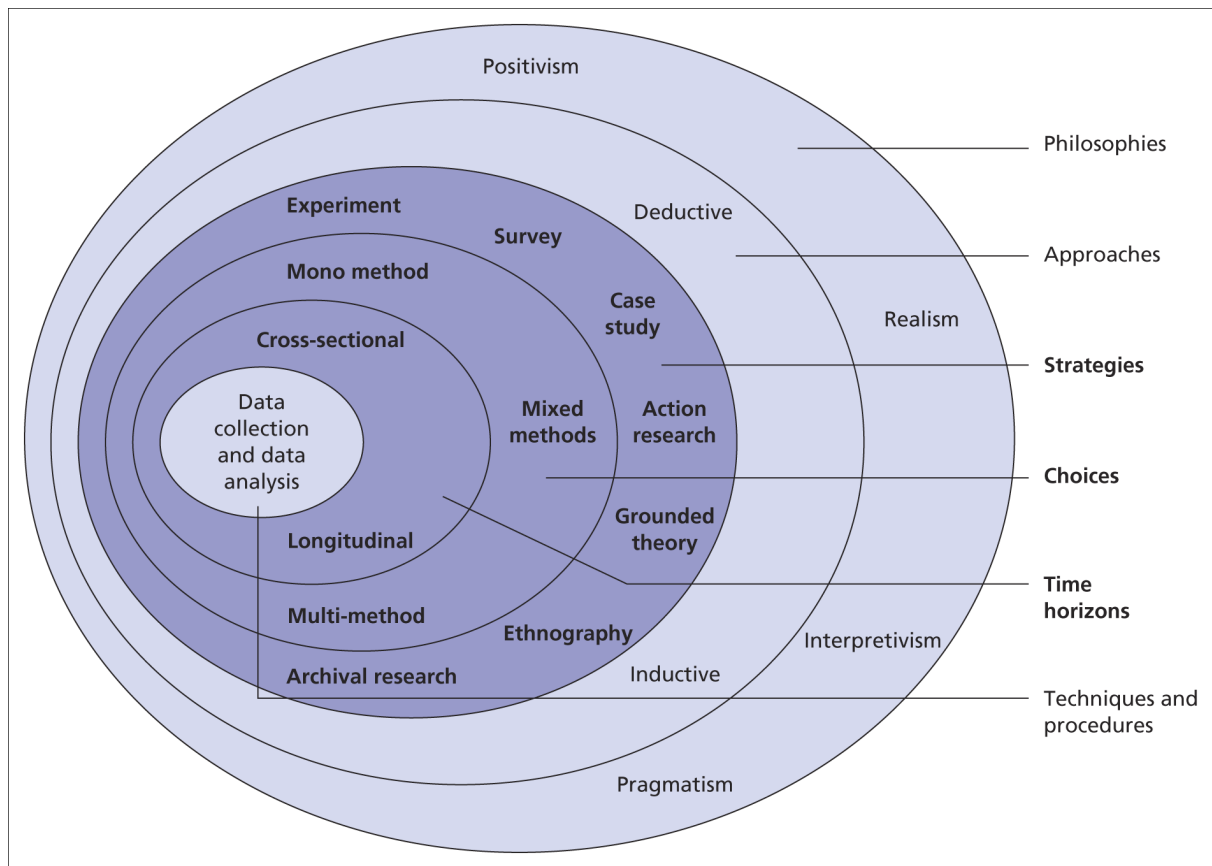 Positivism
Philosophies
Experiment
Deductive
Survey
Approaches
Mono method
Case
study
Realism
Cross-sectional
Strategies
Data
collection
and data
analysis
Mixed
methods
Action
research
Choices
Grounded
theory
Longitudinal
Time
horizons
Multi-method
Ethnography
Interpretivism
Archival research
Inductive
Techniques and
procedures
Pragmatism